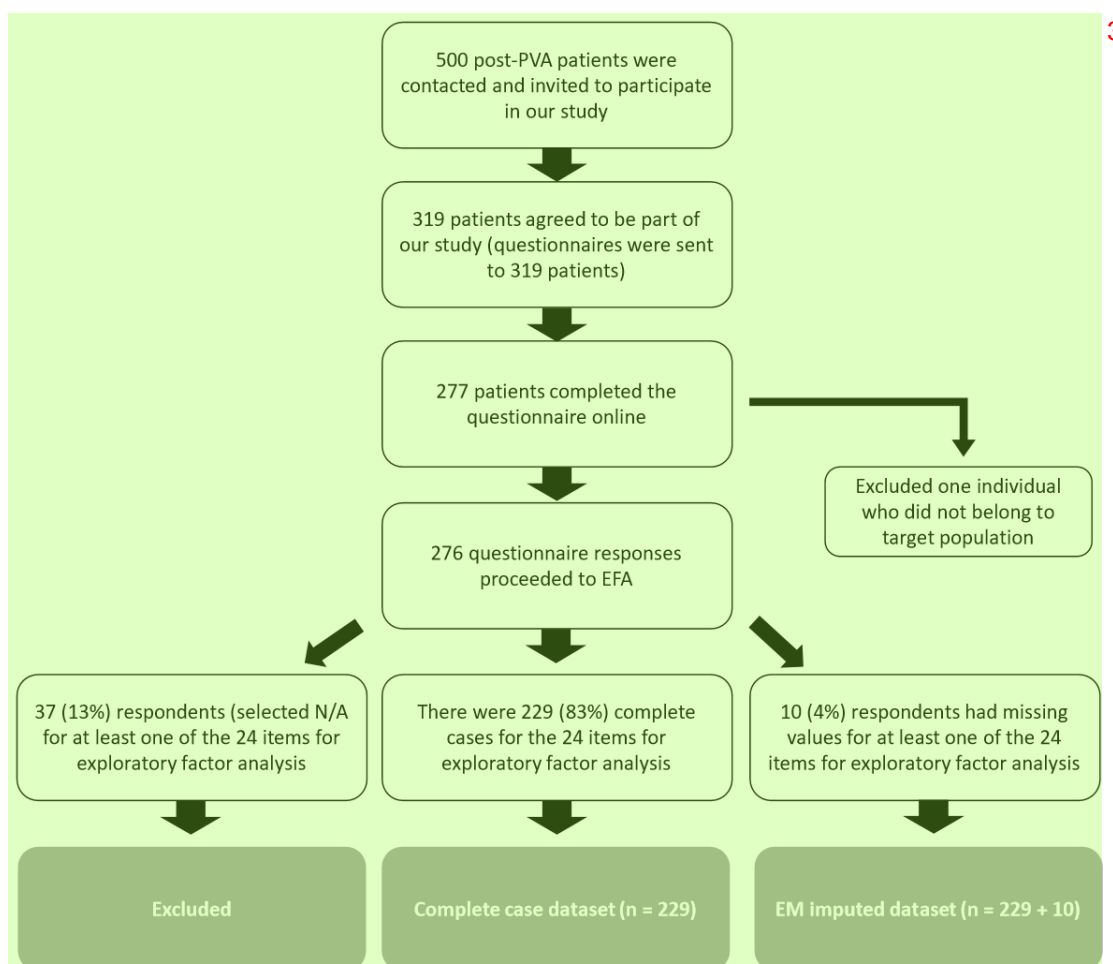 500 post-PVA patients were
contacted and invited to participate
in our study
319 patients agreed to be part of
our study (questionnaires were sent
to 319 patients)
277 patients completed the
questionnaire online
Excluded one individual
who did not belong to
target population
276 questionnaire responses
proceeded to EFA
37 (13%) respondents (selected N/A
for at least one of the 24 items for
exploratory factor analysis
There were 229 (83%) complete
cases for the 24 items for
exploratory factor analysis
10 (4%) respondents had missing
values for at least one of the 24
items for exploratory factor analysis
Excluded
Complete case dataset (n = 229)
EM imputed dataset (n = 229 + 10)